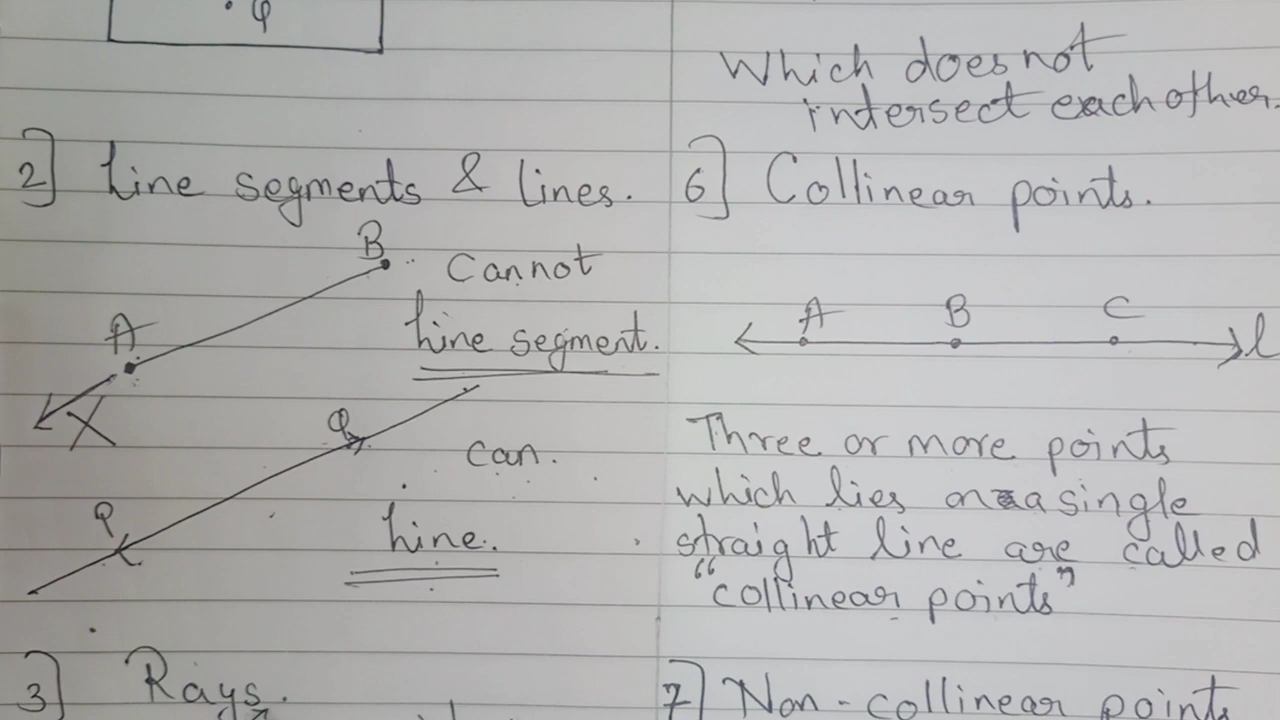 φ
2] Line segments & lines.
B
Cannot
A
Line segment.
X
Q
can.
P
Line.
3] Rays.
Which does not
intersect each other.
6] Collinear points.
A B C
l
Three or more points
which lies on a single
straight line are called
"collinear points"
7] Non-collinear points